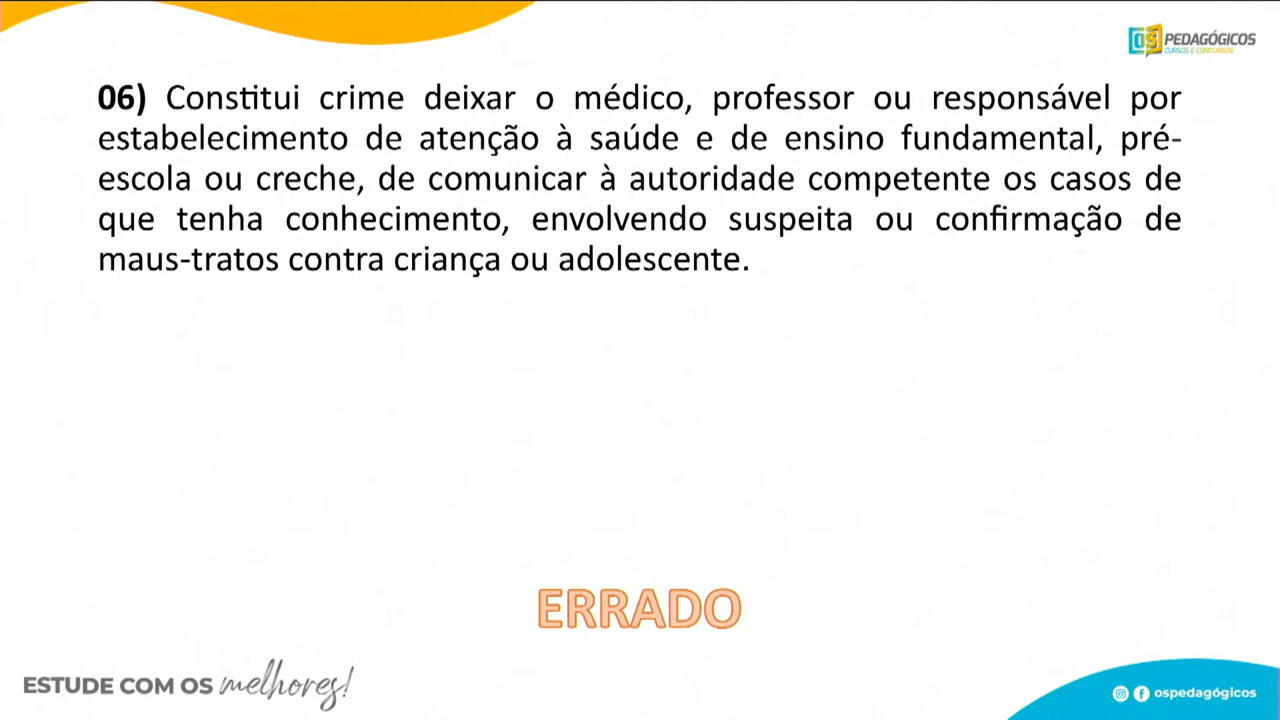 OS PEDAGÓGICOS
CURSOS E CONCURSOS
06) Constitui crime deixar o médico, professor ou responsável por
estabelecimento de atenção à saúde e de ensino fundamental, pré-
escola ou creche, de comunicar à autoridade competente os casos de
que tenha conhecimento, envolvendo suspeita ou confirmação de
maus-tratos contra criança ou adolescente.
ERRADO
ESTUDE COM OS melhores!
ospedagógicos